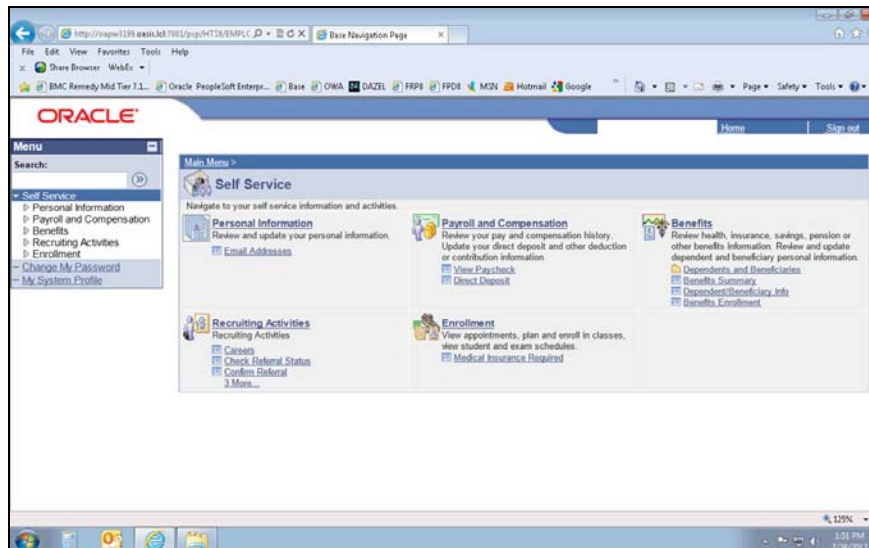 Base Navigation Page
File Edit View Favorites Tools Help
Share Browser WebEx
BMC Remedy Mid Tier 7.1... Oracle PeopleSoft Enterpr... Base OWA DAZEL FRP8 FPD8 MSN Hotmail Google Page Safety Tools
ORACLE
Home Sign out
Menu
Search:
Self Service
Personal Information
Payroll and Compensation
Benefits
Recruiting Activities
Enrollment
Change My Password
My System Profile
Main Menu >
Self Service
Navigate to your self service information and activities.
Personal Information
Review and update your personal information.
Email Addresses
Payroll and Compensation
Review your pay and compensation history.
Update your direct deposit and other deduction
or contribution information.
View Paycheck
Direct Deposit
Benefits
Review health, insurance, savings, pension or
other benefits information. Review and update
dependent and beneficiary personal information.
Dependents and Beneficiaries
Benefits Summary
Dependent/Beneficiary Info
Benefits Enrollment
Recruiting Activities
Recruiting Activities
Careers
Check Referral Status
Confirm Referral
3 More...
Enrollment
View appointments, plan and enroll in classes,
view student and exam schedules.
Medical Insurance Required
125%
1:51 PM